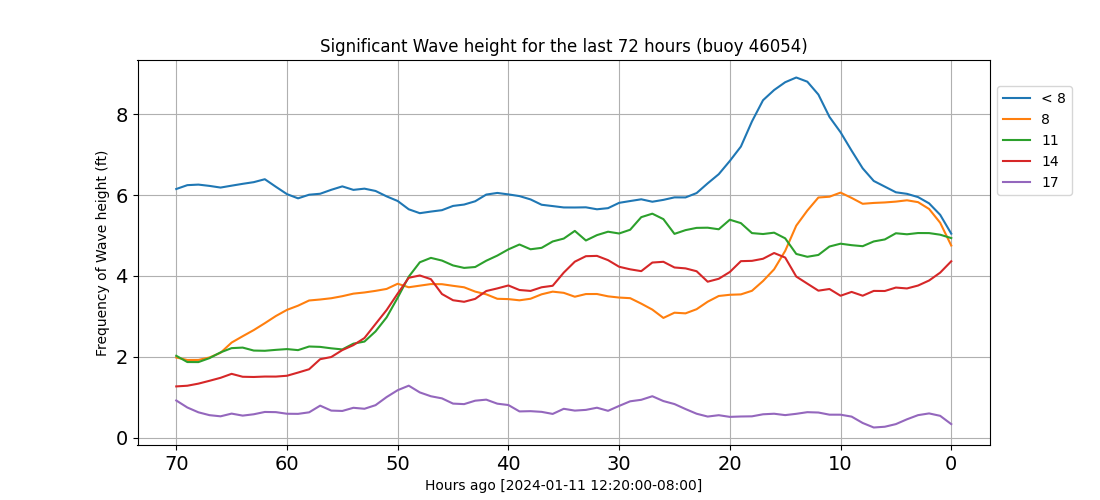 Significant Wave height for the last 72 hours (buoy 46054)
Frequency of Wave height (ft)
8
6
4
2
0
70 60 50 40 30 20 10 0
Hours ago [2024-01-11 12:20:00-08:00]
< 8
8
11
14
17